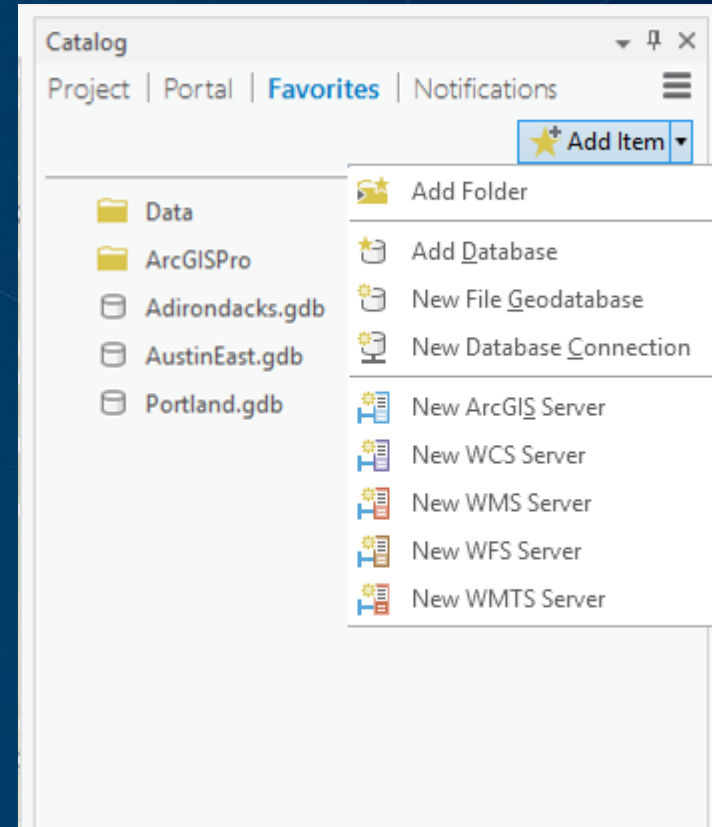 Catalog
Project | Portal | Favorites | Notifications
Add Item
Data
ArcGISPro
Adirondacks.gdb
AustinEast.gdb
Portland.gdb
Add Folder
Add Database
New File Geodatabase
New Database Connection
New ArcGIS Server
New WCS Server
New WMS Server
New WFS Server
New WMTS Server